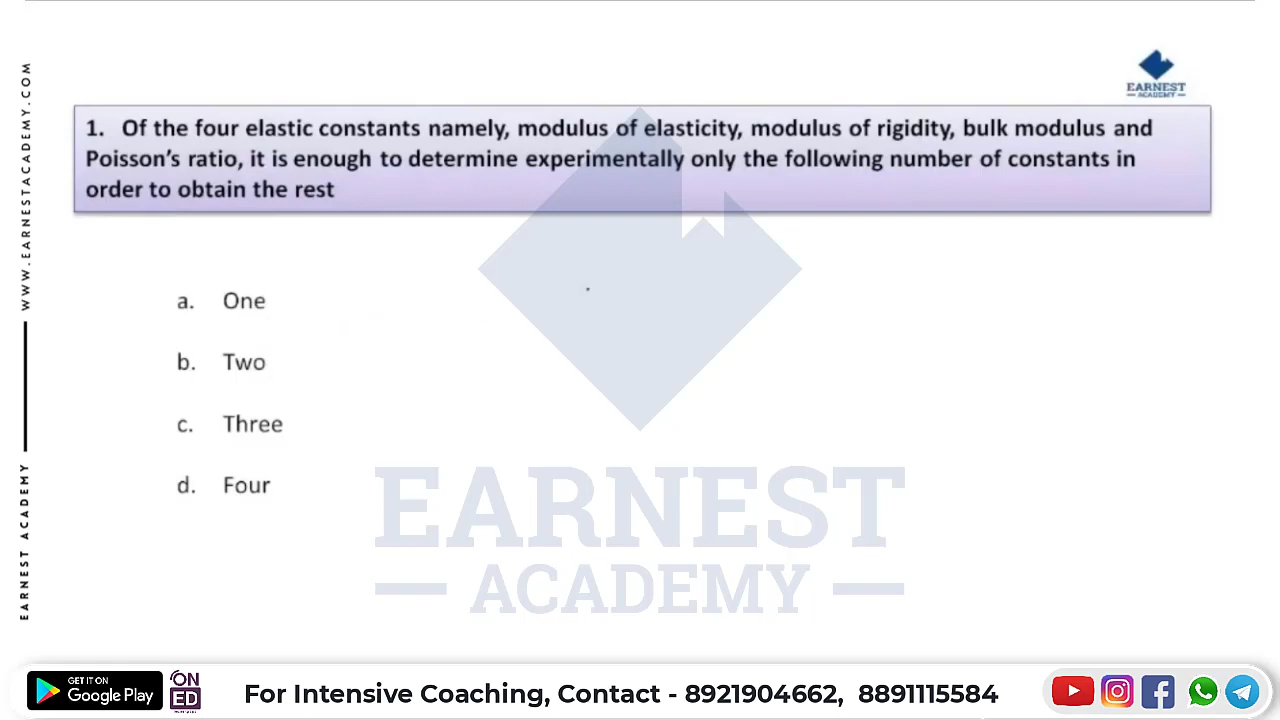 WWW.EARNESTACADEMY.COM
EARNEST ACADEMY
EARNEST
ACADEMY
1. Of the four elastic constants namely, modulus of elasticity, modulus of rigidity, bulk modulus and
Poisson's ratio, it is enough to determine experimentally only the following number of constants in
order to obtain the rest
a. One
b. Two
c. Three
d. Four
EARNEST
ACADEMY
GET IT ON
Google Play
ON
ED
For Intensive Coaching, Contact - 8921904662, 8891115584